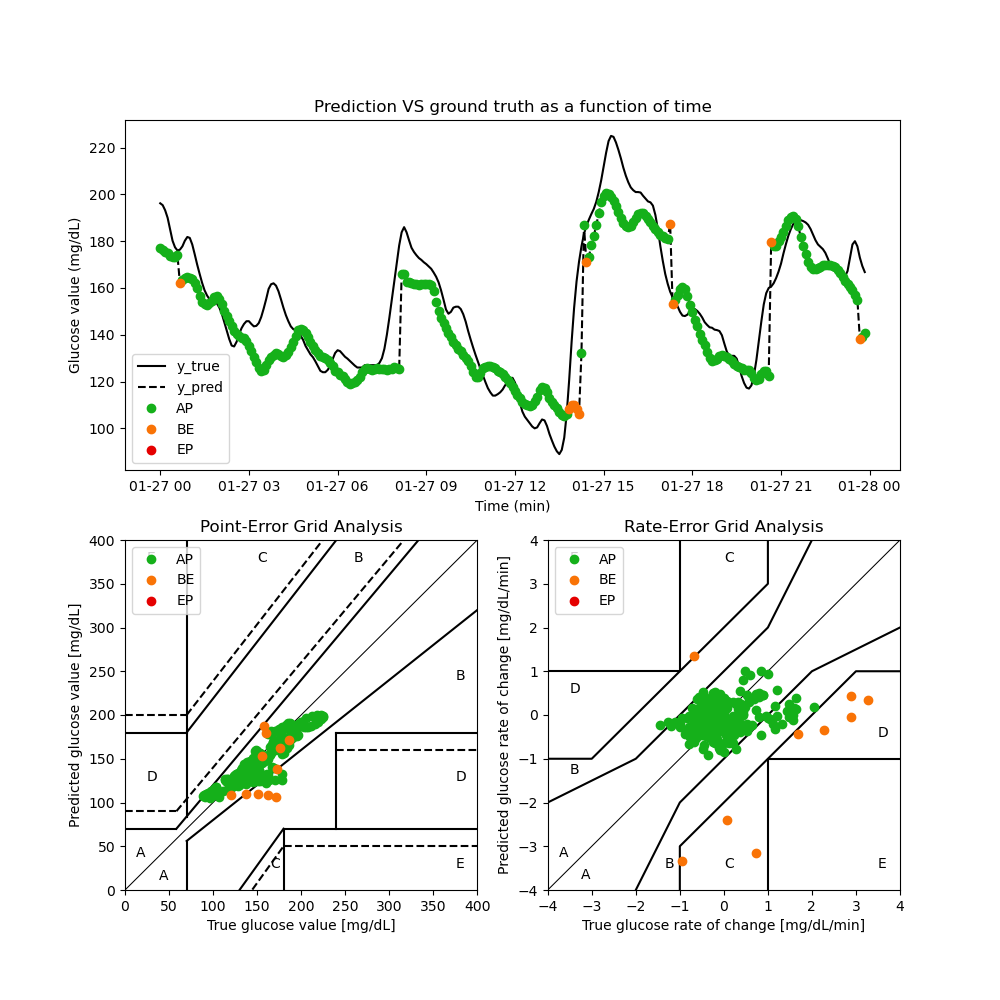 Prediction VS ground truth as a function of time
Glucose value (mg/dL)
220
200
180
160
140
120
100
y_true
y_pred
AP
BE
EP
01-27 00 01-27 03 01-27 06 01-27 09 01-27 12 01-27 15 01-27 18 01-27 21 01-28 00
Time (min)
Point-Error Grid Analysis
Predicted glucose value [mg/dL]
400
350
300
250
200
150
100
50
0
AP
BE
EP
C
B
B
D
D
A
A
C
E
0 50 100 150 200 250 300 350 400
True glucose value [mg/dL]
Rate-Error Grid Analysis
Predicted glucose rate of change [mg/dL/min]
4
3
2
1
0
−1
−2
−3
−4
AP
BE
EP
C
D
D
B
A
A
B
C
E
−4 −3 −2 −1 0 1 2 3 4
True glucose rate of change [mg/dL/min]